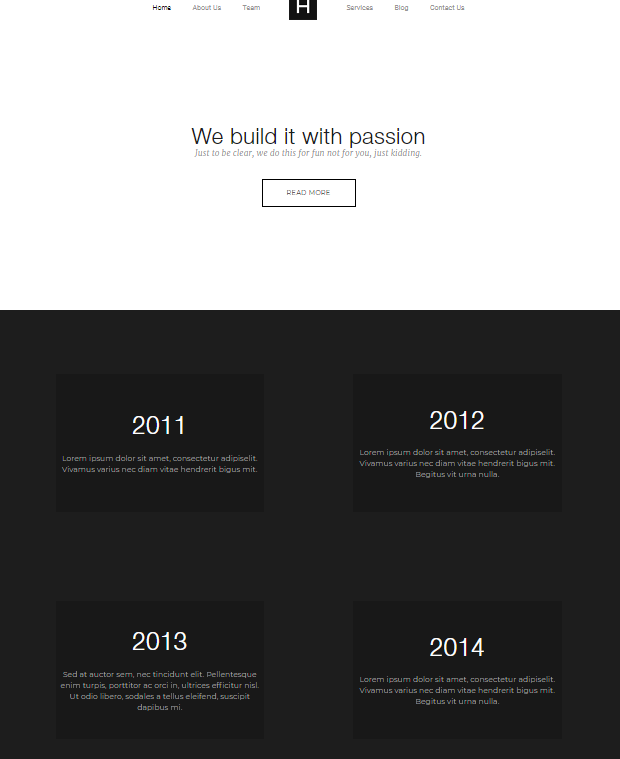 Home About Us Team H Services Blog Contact Us
We build it with passion
Just to be clear, we do this for fun not for you, just kidding.
READ MORE
2011
Lorem ipsum dolor sit amet, consectetur adipiselit.
Vivamus varius nec diam vitae hendrerit bigus mit.
2012
Lorem ipsum dolor sit amet, consectetur adipiselit.
Vivamus varius nec diam vitae hendrerit bigus mit.
Begitus vit urna nulla.
2013
Sed at auctor sem, nec tincidunt elit. Pellentesque
enim turpis, porttitor ac orci in, ultrices efficitur nisl.
Ut odio libero, sodales a tellus eleifend, suscipit
dapibus mi.
2014
Lorem ipsum dolor sit amet, consectetur adipiselit.
Vivamus varius nec diam vitae hendrerit bigus mit.
Begitus vit urna nulla.